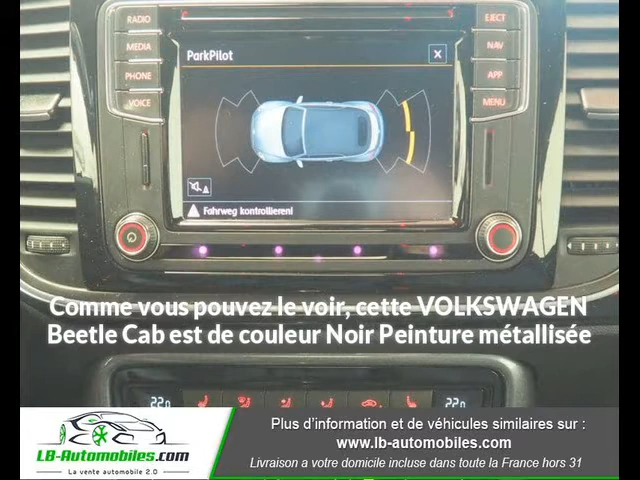 RADIO
EJECT
ParkPilot
X
MEDIA
NAV
PHONE
APP
VOICE
MENU
Fahrweg kontrollieren!
Comme vous pouvez le voir, cette VOLKSWAGEN
Beetle Cab est de couleur Noir Peinture métallisée
22.0
22.0
LB-Automobiles.com
La vente automobile 2.0
Plus d'information et de véhicules similaires sur :
www.lb-automobiles.com
Livraison a votre domicile incluse dans toute la France hors 31